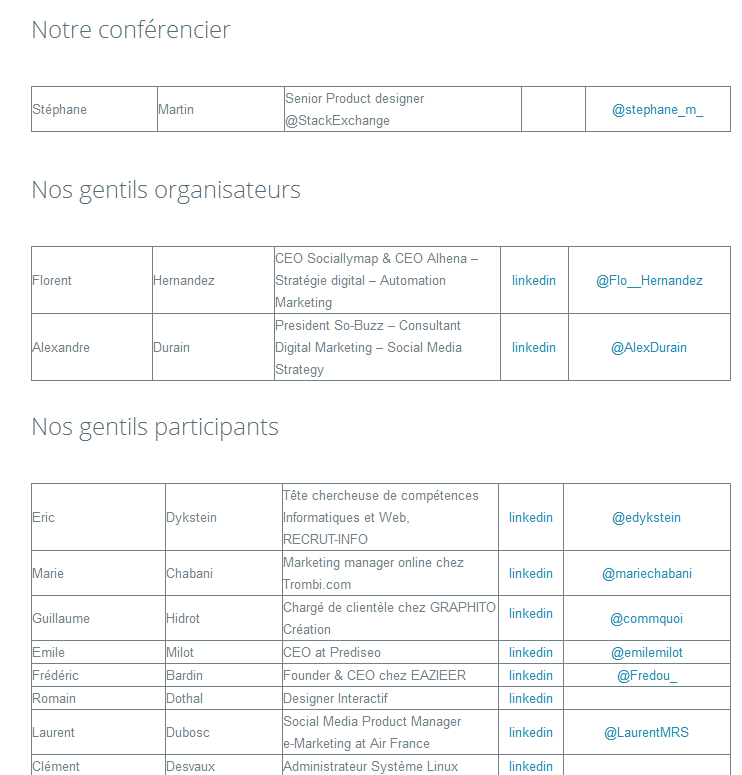 Notre conférencier
Stéphane Martin Senior Product designer @stephane_m_
@StackExchange
Nos gentils organisateurs
CEO Sociallymap & CEO Alhena –
Florent Hernandez Stratégie digital – Automation linkedin @Flo__Hernandez
Marketing
President So-Buzz – Consultant
Alexandre Durain Digital Marketing – Social Media linkedin @AlexDurain
Strategy
Nos gentils participants
Tête chercheuse de compétences
Eric Dykstein Informatiques et Web, linkedin @edykstein
RECRUT-INFO
Marie Chabani Marketing manager online chez linkedin @mariechabani
Trombi.com
Guillaume Hidrot Chargé de clientèle chez GRAPHITO linkedin @commquoi
Création
Emile Milot CEO at Prediseo linkedin @emilemilot
Frédéric Bardin Founder & CEO chez EAZIEER linkedin @Fredou_
Romain Dothal Designer Interactif linkedin
Laurent Dubosc Social Media Product Manager linkedin @LaurentMRS
e-Marketing at Air France
Clément Desvaux Administrateur Système Linux linkedin